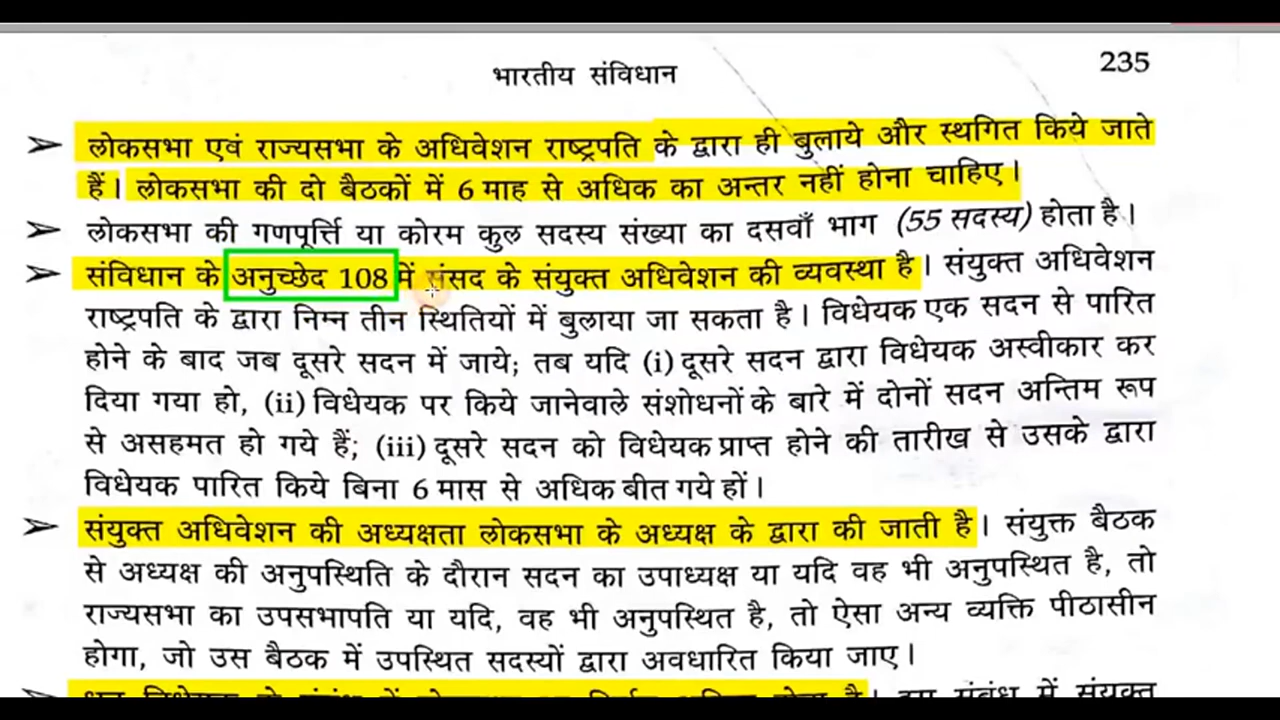 भारतीय संविधान
235
➢ लोकसभा एवं राज्यसभा के अधिवेशन राष्ट्रपति के द्वारा ही बुलाये और स्थगित किये जाते
हैं। लोकसभा की दो बैठकों में 6 माह से अधिक का अन्तर नहीं होना चाहिए।
➢ लोकसभा की गणपूर्त्ति या कोरम कुल सदस्य संख्या का दसवाँ भाग (55 सदस्य) होता है।
➢ संविधान के अनुच्छेद 108 में संसद के संयुक्त अधिवेशन की व्यवस्था है। संयुक्त अधिवेशन
राष्ट्रपति के द्वारा निम्न तीन स्थितियों में बुलाया जा सकता है। विधेयक एक सदन से पारित
होने के बाद जब दूसरे सदन में जाये; तब यदि (i) दूसरे सदन द्वारा विधेयक अस्वीकार कर
दिया गया हो, (ii) विधेयक पर किये जानेवाले संशोधनों के बारे में दोनों सदन अन्तिम रूप
से असहमत हो गये हैं; (iii) दूसरे सदन को विधेयक प्राप्त होने की तारीख से उसके द्वारा
विधेयक पारित किये बिना 6 मास से अधिक बीत गये हों।
➢ संयुक्त अधिवेशन की अध्यक्षता लोकसभा के अध्यक्ष के द्वारा की जाती है। संयुक्त बैठक
से अध्यक्ष की अनुपस्थिति के दौरान सदन का उपाध्यक्ष या यदि वह भी अनुपस्थित है, तो
राज्यसभा का उपसभापति या यदि, वह भी अनुपस्थित है, तो ऐसा अन्य व्यक्ति पीठासीन
होगा, जो उस बैठक में उपस्थित सदस्यों द्वारा अवधारित किया जाए।